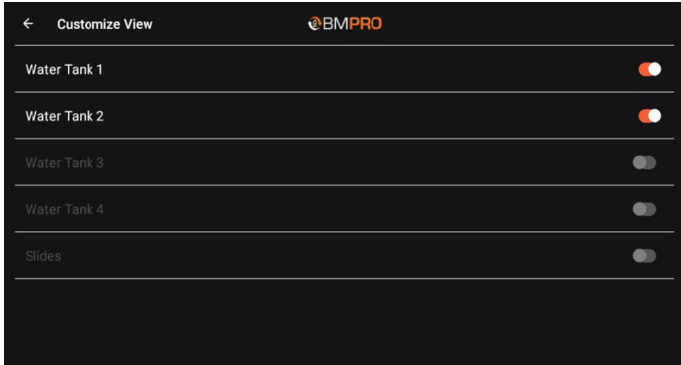 Customize View
BMPRO
Water Tank 1
Water Tank 2
Water Tank 3
Water Tank 4
Slides